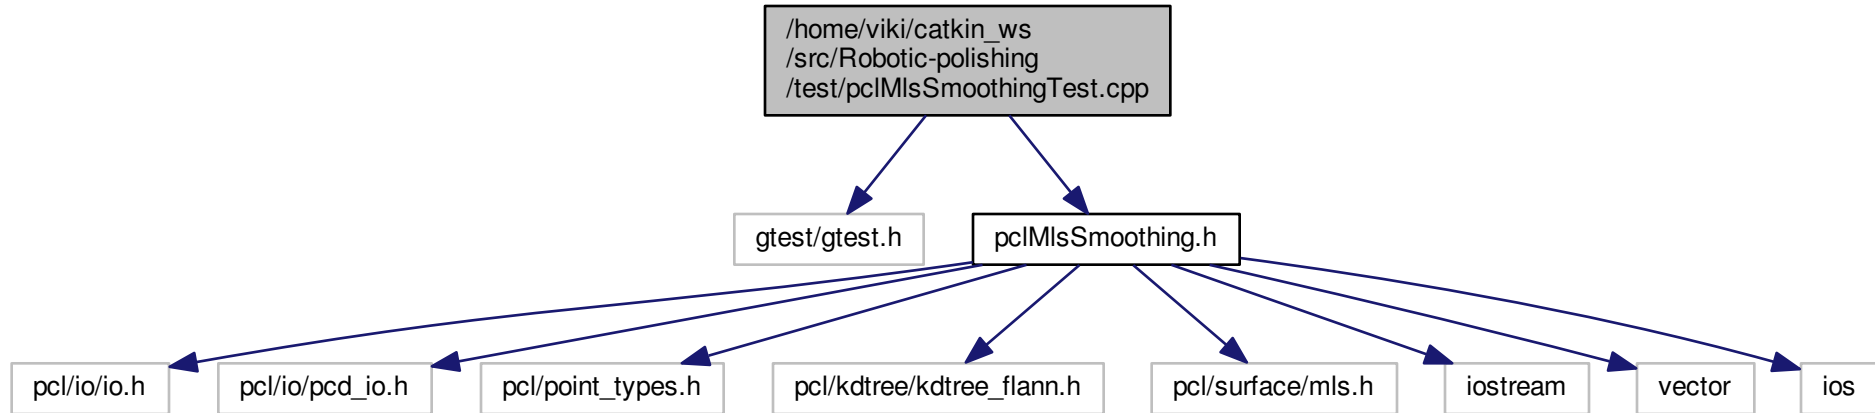 /home/viki/catkin_ws
/src/Robotic-polishing
/test/pclMlsSmoothingTest.cpp
gtest/gtest.h
pclMlsSmoothing.h
pcl/io/io.h
pcl/io/pcd_io.h
pcl/point_types.h
pcl/kdtree/kdtree_flann.h
pcl/surface/mls.h
iostream
vector
ios